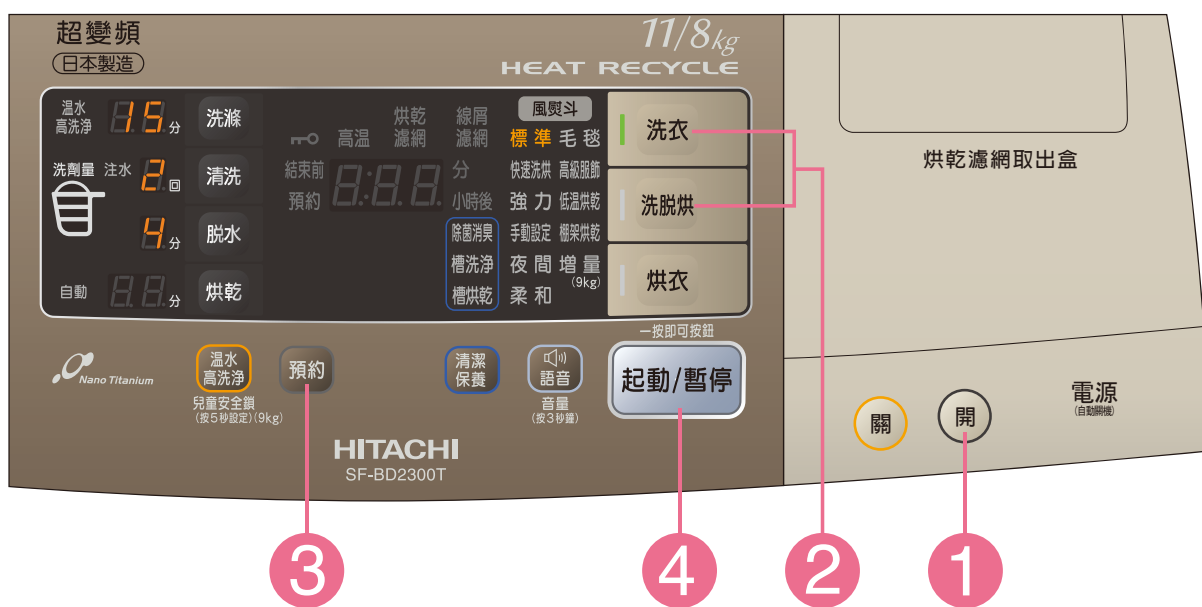 超變頻
日本製造
11/8kg
HEAT RECYCLE
温水
高洗淨
15分
洗滌
洗劑量
注水
2回
清洗
4分
脱水
自動
分
烘乾
高温
烘乾
濾網
線屑
濾網
結束前
預約
分
小時後
除菌消臭
槽洗淨
槽烘乾
風熨斗
標準 毛毯
快速洗烘 高級服飾
強力 低温烘乾
手動設定 棚架烘乾
夜間 增量
(9kg)
柔和
洗衣
洗脱烘
烘衣
一按即可按鈕
Nano Titanium
温水
高洗淨
兒童安全鎖
(按5秒設定)(9kg)
預約
清潔
保養
語音
音量
(按3秒鐘)
起動/暫停
HITACHI
SF-BD2300T
烘乾濾網取出盒
關
開
電源
(自動關機)
3
4
2
1